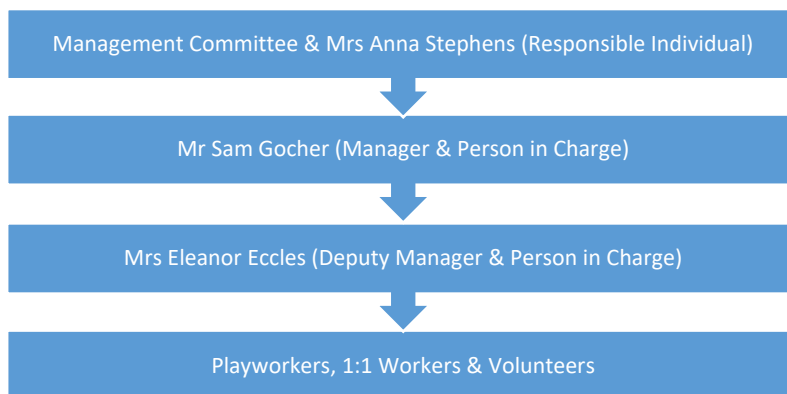 Management Committee & Mrs Anna Stephens (Responsible Individual)
Mr Sam Gocher (Manager & Person in Charge)
Mrs Eleanor Eccles (Deputy Manager & Person in Charge)
Playworkers, 1:1 Workers & Volunteers